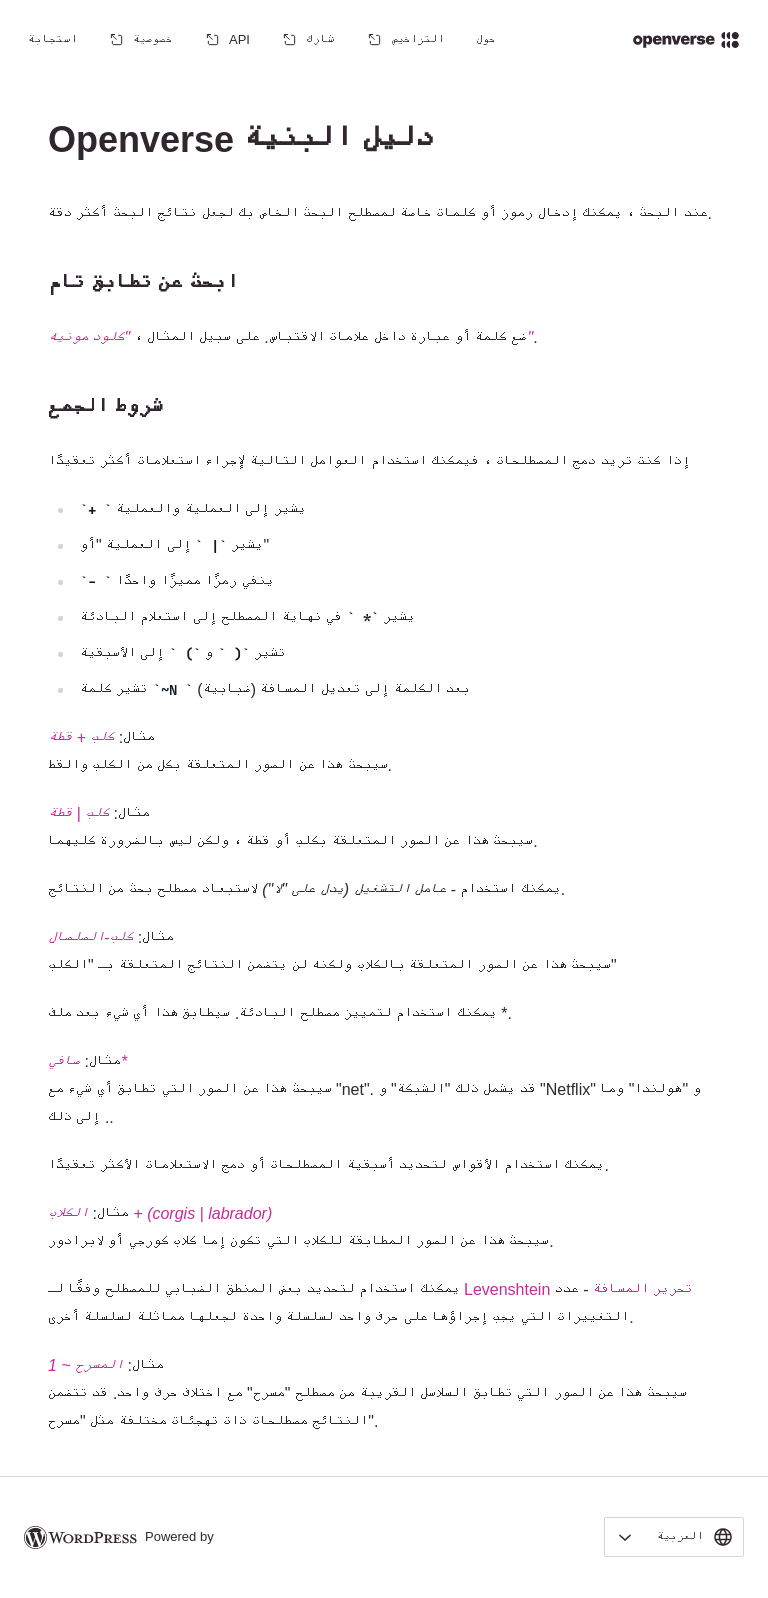 openverse
حول
التراخيص
شارك
API
خصوصية
استجابة
دليل البنية Openverse
عند البحث ، يمكنك إدخال رموز أو كلمات خاصة لمصطلح البحث الخاص بك لجعل نتائج البحث أكثر دقة.
ابحث عن تطابق تام
ضع كلمة أو عبارة داخل علامات الاقتباس. على سبيل المثال ، "كلود مونيه".
شروط الجمع
إذا كنت تريد دمج المصطلحات ، فيمكنك استخدام العوامل التالية لإجراء استعلامات أكثر تعقيدًا
يشير إلى العملية والعملية ` +`
يشير ` | ` إلى العملية "أو"
ينفي رمزًا مميزًا واحدًا ` -`
يشير ` * ` في نهاية المصطلح إلى استعلام البادئة
تشير ` ( ` و ` ) ` إلى الأسبقية
بعد الكلمة إلى تعديل المسافة (ضبابية) ` ~N` تشير كلمة
مثال: كلب + قطة
سيبحث هذا عن الصور المتعلقة بكل من الكلب والقط.
مثال: كلب | قطة
سيبحث هذا عن الصور المتعلقة بكلب أو قطة ، ولكن ليس بالضرورة كليهما.
يمكنك استخدام - عامل التشغيل (يدل على "لا") لاستبعاد مصطلح بحث من النتائج.
مثال: كلب-الصلصال
سيبحث هذا عن الصور المتعلقة بالكلاب ولكنه لن يتضمن النتائج المتعلقة بـ "الكلب"
يمكنك استخدام لتمييز مصطلح البادئة. سيطابق هذا أي شيء بعد ملف *.
مثال: صافي*
سيبحث هذا عن الصور التي تطابق أي شيء مع "net". قد يشمل ذلك "الشبكة" و "Netflix" و "هولندا" وما
إلى ذلك ..
يمكنك استخدام الأقواس لتحديد أسبقية المصطلحات أو دمج الاستعلامات الأكثر تعقيدًا.
مثال: الكلاب + (corgis | labrador)
سيبحث هذا عن الصور المطابقة للكلاب التي تكون إما كلاب كورجي أو لابرادور.
يمكنك استخدام لتحديد بعض المنطق الضبابي للمصطلح وفقًا لـ Levenshtein تحرير المسافة - عدد
التغييرات التي يجب إجراؤها على حرف واحد لسلسلة واحدة لجعلها مماثلة لسلسلة أخرى.
مثال: المسرح ~ 1
سيبحث هذا عن الصور التي تطابق السلاسل القريبة من مصطلح "مسرح" مع اختلاف حرف واحد. قد تتضمن
النتائج مصطلحات ذات تهجئات مختلفة مثل "مسرح".
العربية
Powered by WORDPRESS